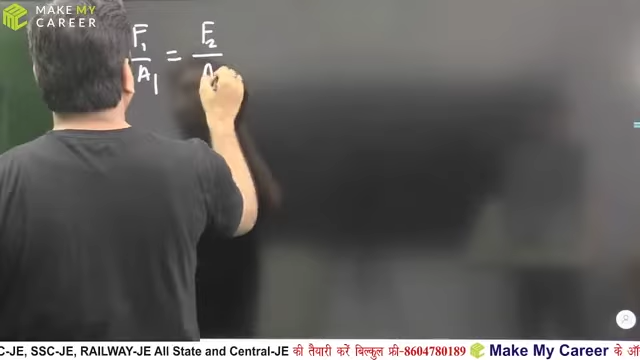 MAKE MY
CAREER
F₁/A₁ = F₂/A
C-JE, SSC-JE, RAILWAY-JE All State and Central-JE की तैयारी करें बिल्कुल फ्री-8604780189 Make My Career के ऑ